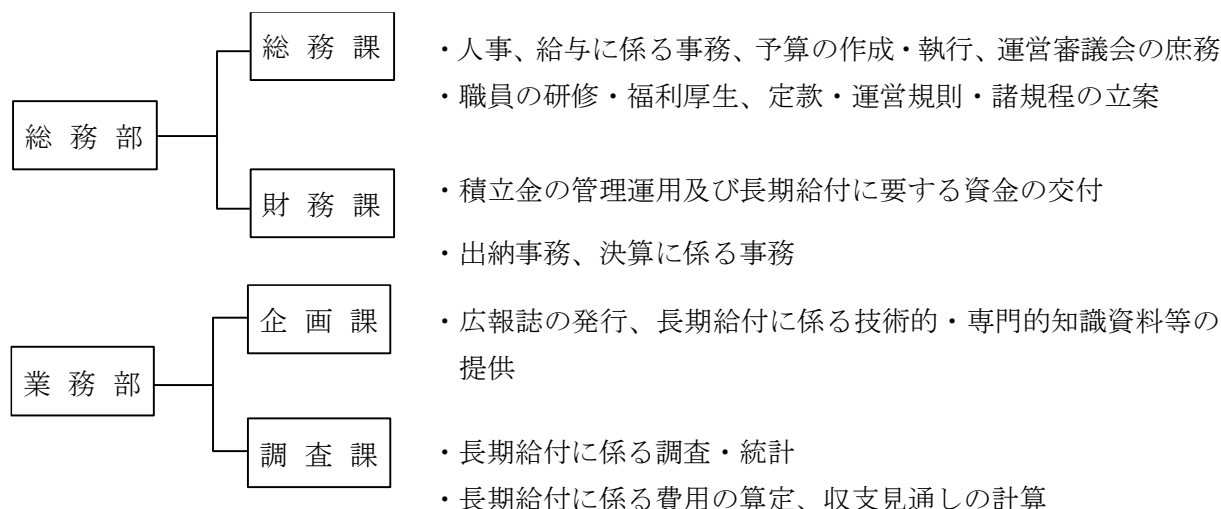 総務部
総務課
・人事、給与に係る事務、予算の作成・執行、運営審議会の庶務
・職員の研修・福利厚生、定款・運営規則・諸規程の立案
財務課
・積立金の管理運用及び長期給付に要する資金の交付
・出納事務、決算に係る事務
業務部
企画課
・広報誌の発行、長期給付に係る技術的・専門的知識資料等の
提供
調査課
・長期給付に係る調査・統計
・長期給付に係る費用の算定、収支見通しの計算